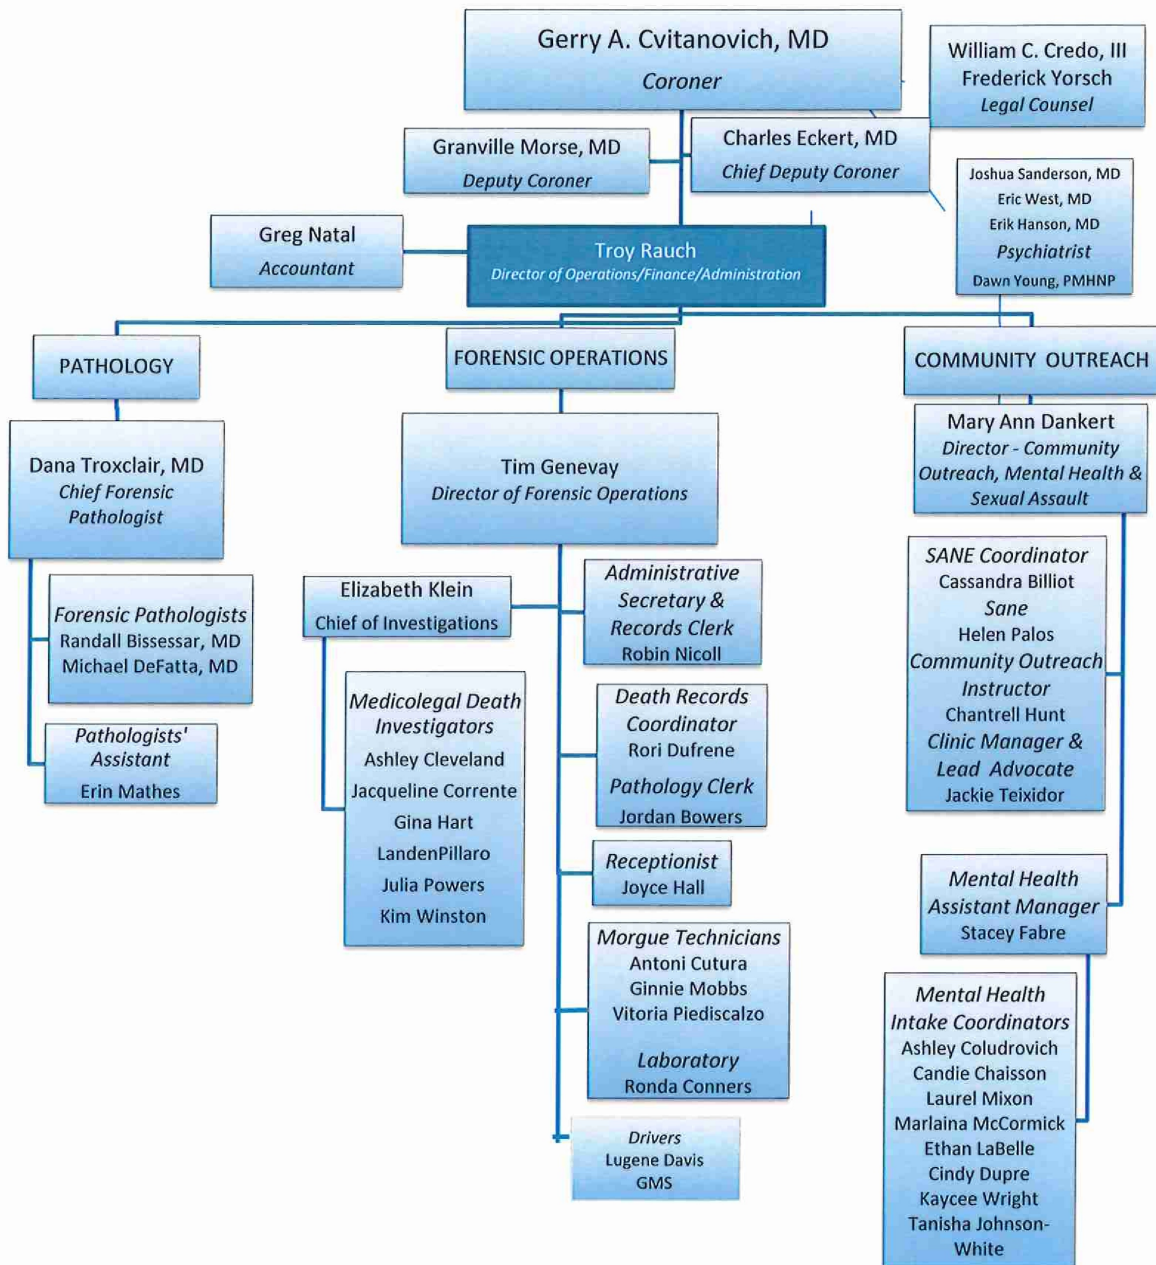 Gerry A. Cvitanovich, MD
Coroner
William C. Credo, III
Frederick Yorsch
Legal Counsel
Granville Morse, MD
Deputy Coroner
Charles Eckert, MD
Chief Deputy Coroner
Joshua Sanderson, MD
Eric West, MD
Erik Hanson, MD
Psychiatrist
Dawn Young, PMHNP
Greg Natal
Accountant
Troy Rauch
Director of Operations/Finance/Administration
PATHOLOGY
Dana Troxclair, MD
Chief Forensic
Pathologist
Forensic Pathologists
Randall Bissessar, MD
Michael DeFatta, MD
Pathologists'
Assistant
Erin Mathes
FORENSIC OPERATIONS
Tim Genevay
Director of Forensic Operations
Elizabeth Klein
Chief of Investigations
Medicolegal Death
Investigators
Ashley Cleveland
Jacqueline Corrente
Gina Hart
LandenPillaro
Julia Powers
Kim Winston
Administrative
Secretary &
Records Clerk
Robin Nicoll
Death Records
Coordinator
Rori Dufrene
Pathology Clerk
Jordan Bowers
Receptionist
Joyce Hall
Morgue Technicians
Antoni Cutura
Ginnie Mobbs
Vitoria Piediscalzo
Laboratory
Ronda Conners
Drivers
Lugene Davis
GMS
COMMUNITY OUTREACH
Mary Ann Dankert
Director - Community
Outreach, Mental Health &
Sexual Assault
SANE Coordinator
Cassandra Billiot
Sane
Helen Palos
Community Outreach
Instructor
Chantrell Hunt
Clinic Manager &
Lead Advocate
Jackie Teixidor
Mental Health
Assistant Manager
Stacey Fabre
Mental Health
Intake Coordinators
Ashley Coludrovich
Candie Chaisson
Laurel Mixon
Marlaina McCormick
Ethan LaBelle
Cindy Dupre
Kaycee Wright
Tanisha Johnson-
White